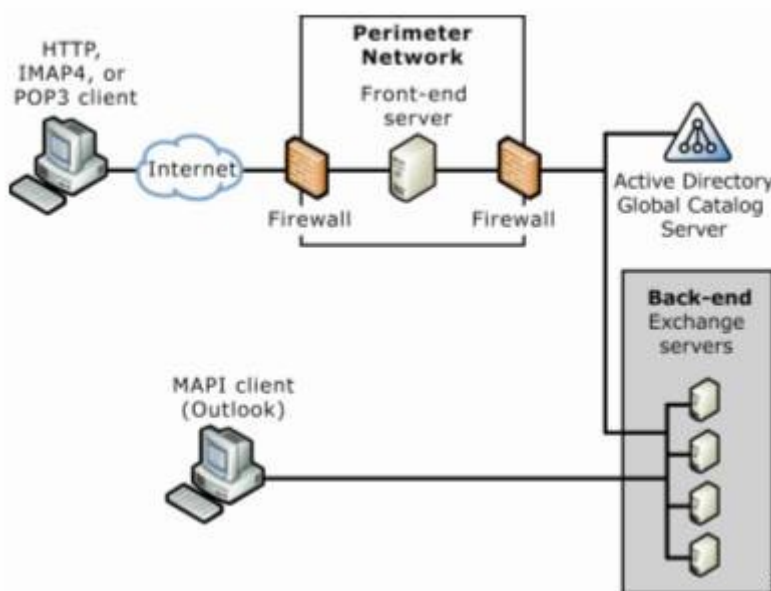 HTTP,
IMAP4, or
POP3 client
Internet
Perimeter
Network
Front-end
server
Firewall
Firewall
Active Directory
Global Catalog
Server
Back-end
Exchange
servers
MAPI client
(Outlook)